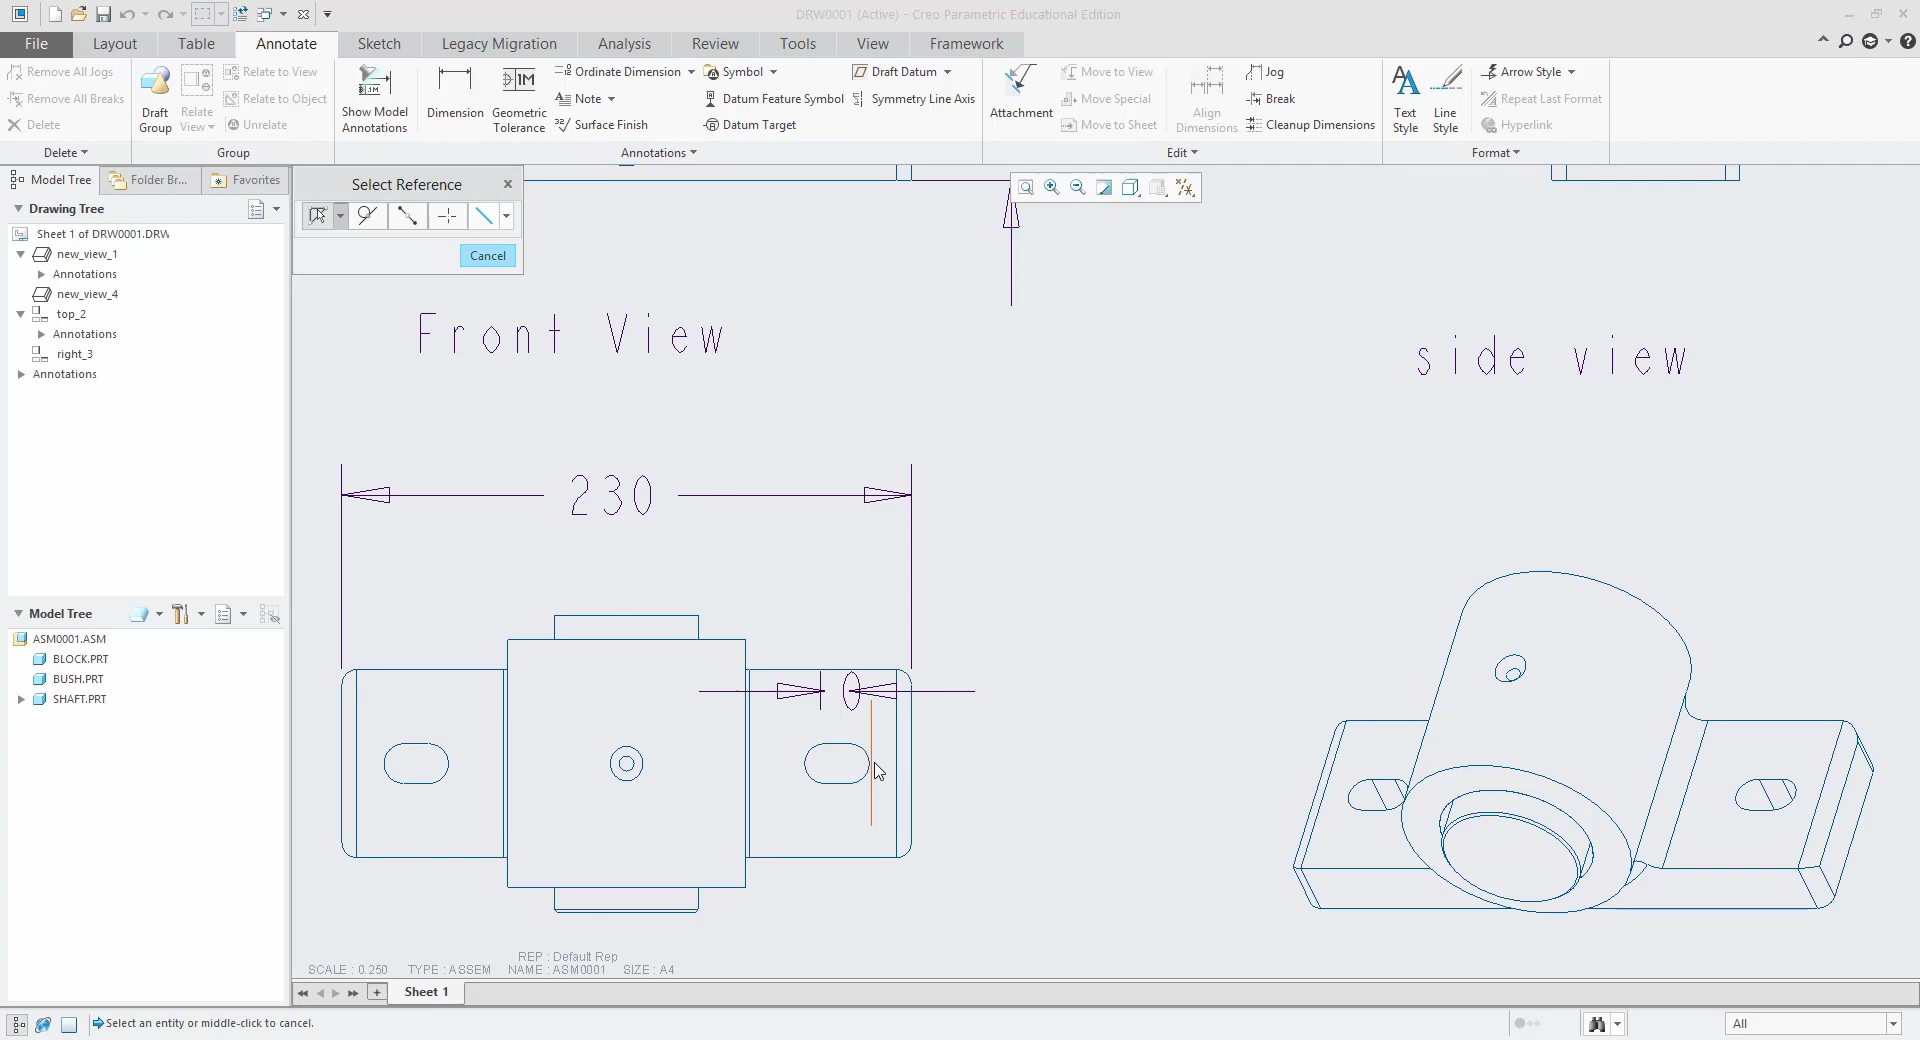 DRW0001 (Active) - Creo Parametric Educational Edition
File Layout Table Annotate Sketch Legacy Migration Analysis Review Tools View Framework
Remove All Jogs
Remove All Breaks
Delete
Delete
Draft Group
Relate View
Relate to View
Relate to Object
Unrelate
Group
Show Model Annotations
Dimension
Geometric Tolerance
Ordinate Dimension
Note
Surface Finish
Symbol
Datum Feature Symbol
Datum Target
Draft Datum
Symmetry Line Axis
Annotations
Attachment
Move to View
Move Special
Move to Sheet
Align Dimensions
Jog
Break
Cleanup Dimensions
Edit
Text Style
Line Style
Arrow Style
Repeat Last Format
Hyperlink
Format
Model Tree Folder Br... Favorites
Drawing Tree
Sheet 1 of DRW0001.DRW
new_view_1
Annotations
new_view_4
top_2
Annotations
right_3
Annotations
Model Tree
ASM0001.ASM
BLOCK.PRT
BUSH.PRT
SHAFT.PRT
Select Reference
Cancel
Front View
side view
230
10
REP : Default Rep
SCALE : 0.250 TYPE : ASSEM NAME : ASM0001 SIZE : A4
Sheet 1
Select an entity or middle-click to cancel.
All